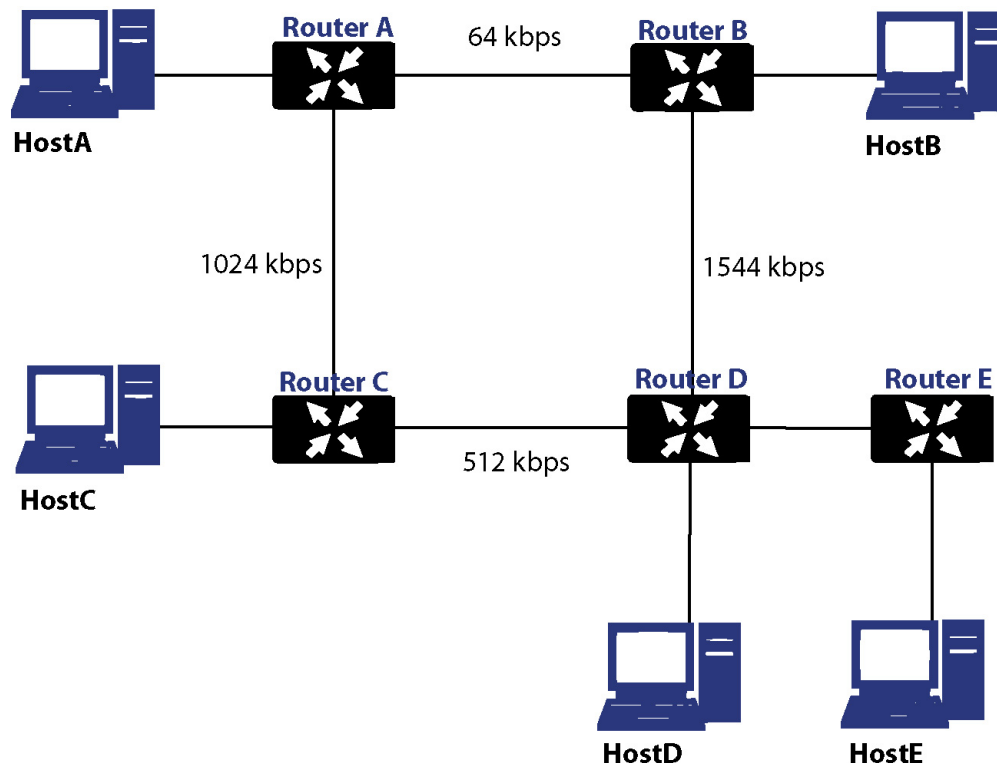 Router A
64 kbps
Router B
HostA
HostB
1024 kbps
1544 kbps
Router C
Router D
Router E
512 kbps
HostC
HostD
HostE